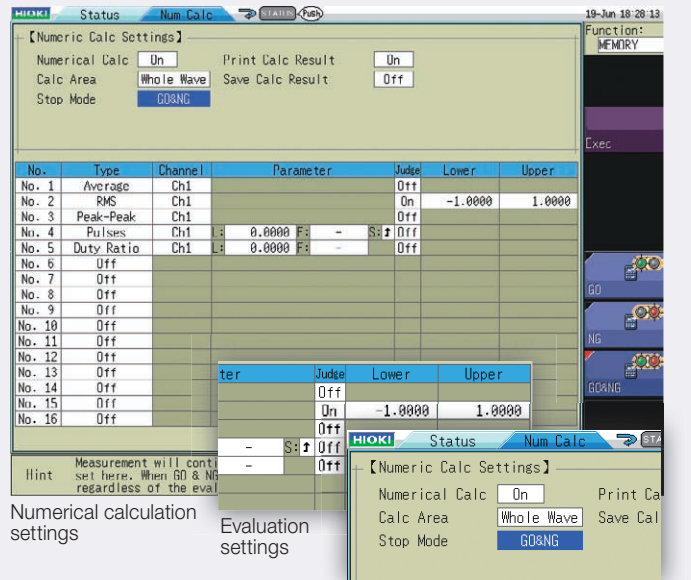 HIOKI Status Num Calc STATUS Push 19-Jun 18:28:13
Function:
MEMORY
【Numeric Calc Settings】
Numerical Calc On Print Calc Result On
Calc Area Whole Wave Save Calc Result Off
Stop Mode GO&NG
Exec
No. Type Channel Parameter Judge Lower Upper
No. 1 Average Ch1 Off
No. 2 RMS Ch1 On -1.0000 1.0000
No. 3 Peak-Peak Ch1 Off
No. 4 Pulses Ch1 L: 0.0000 F: - S: ↑ Off
No. 5 Duty Ratio Ch1 L: 0.0000 F: - Off
No. 6 Off
No. 7 Off
No. 8 Off
No. 9 Off
No. 10 Off
No. 11 Off
No. 12 Off
No. 13 Off
No. 14 Off
No. 15 Off
No. 16 Off
GO
NG
GO&NG
Hint Measurement will conti
set here. When GO & NG
regardless of the eval
ter Judge Lower Upper
Off
On -1.0000 1.0000
Off
- S: ↑ Off
- Off
HIOKI Status Num Calc STA
【Numeric Calc Settings】
Numerical Calc On Print Ca
Calc Area Whole Wave Save Cal
Stop Mode GO&NG
Numerical calculation
settings
Evaluation
settings